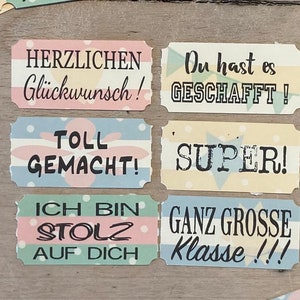 HERZLICHEN
Glückwunsch!
Du hast es
GESCHAFFT!
TOLL
GEMACHT!
SUPER!
ICH BIN
STOLZ
AUF DICH
GANZ GROSSE
Klasse!!!